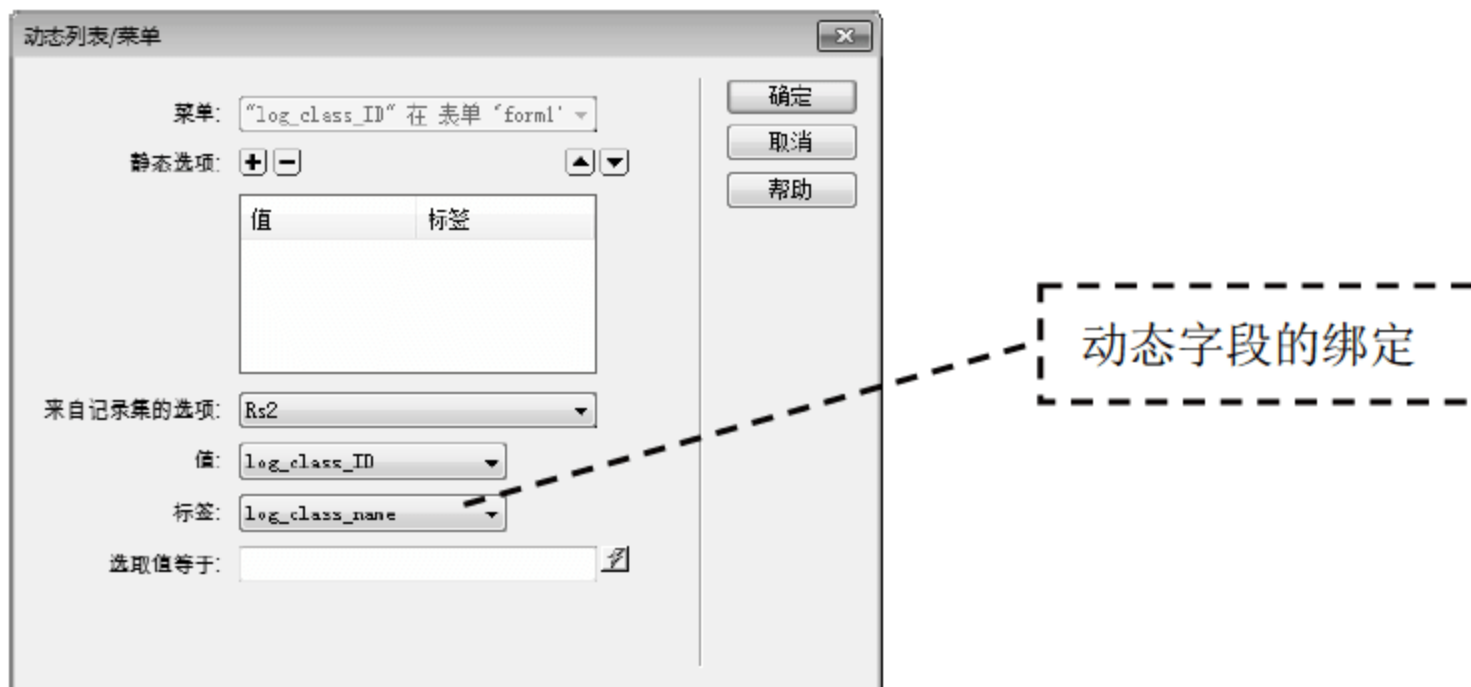 动态列表/菜单
菜单: "log_class_ID" 在 表单 'form1'
静态选项:
值 标签
来自记录集的选项: Rs2
值: log_class_ID
标签: log_class_name
选取值等于:
确定
取消
帮助
动态字段的绑定